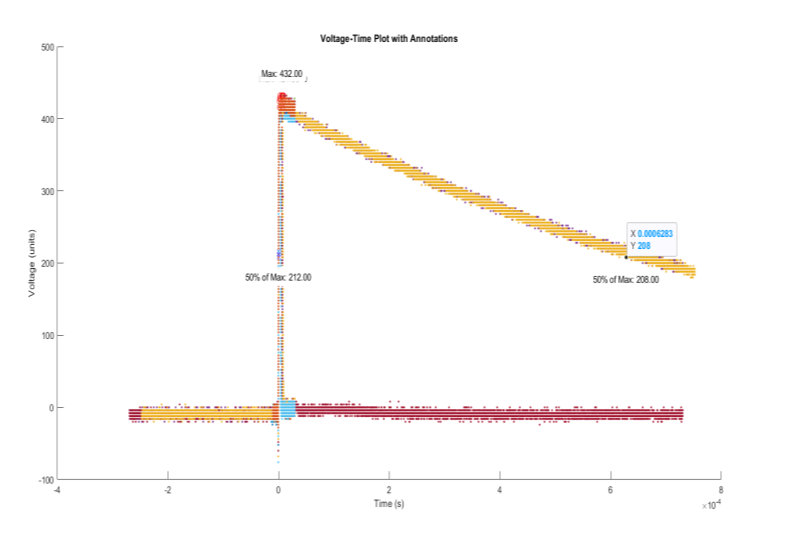 Voltage-Time Plot with Annotations
500
Max: 432.00
400
300
X 0.0006283
Y 208
200
50% of Max: 212.00
50% of Max: 208.00
100
0
-100
Voltage (units)
-4
-2
0
2
4
6
8
Time (s)
×10⁻⁴